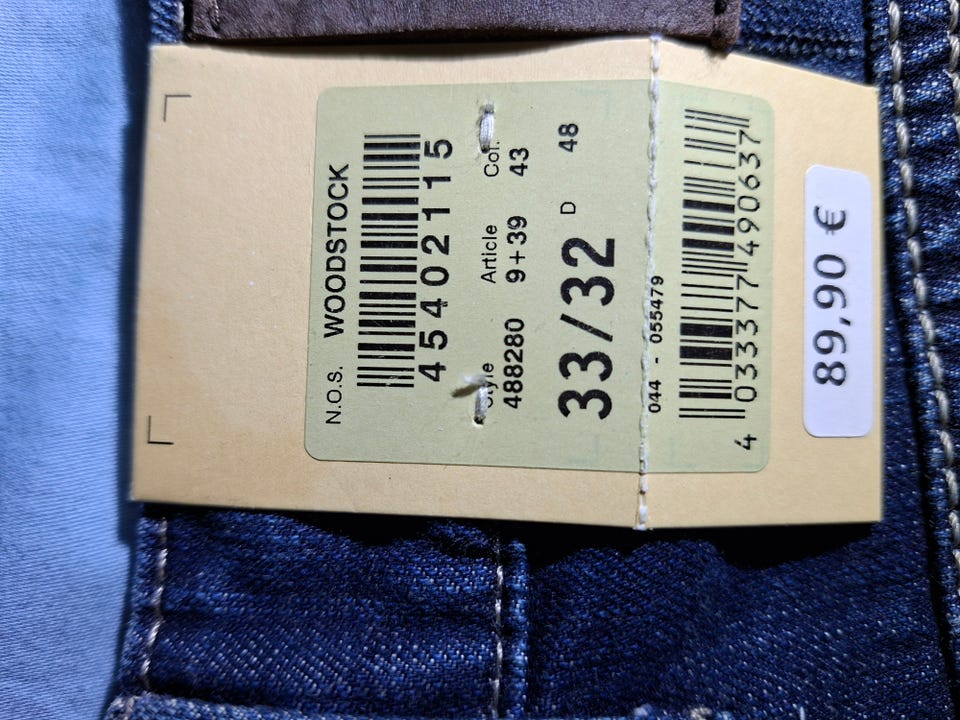 N.O.S. WOODSTOCK
45402115
Style Article Col.
488280 9+39 43
33/32 D 48
044 - 055479
4 033377 490637
89,90 €